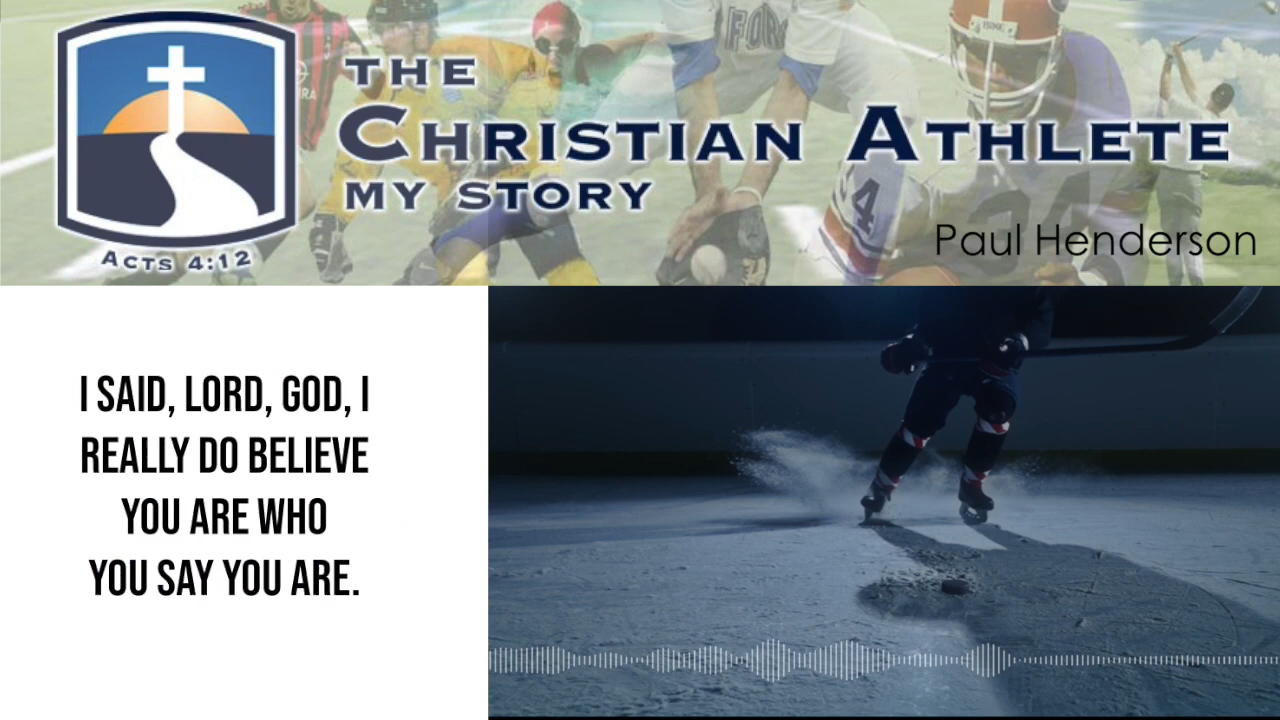 THE
CHRISTIAN ATHLETE
MY STORY
Paul Henderson
ACTS 4:12
I SAID, LORD, GOD, I
REALLY DO BELIEVE
YOU ARE WHO
YOU SAY YOU ARE.